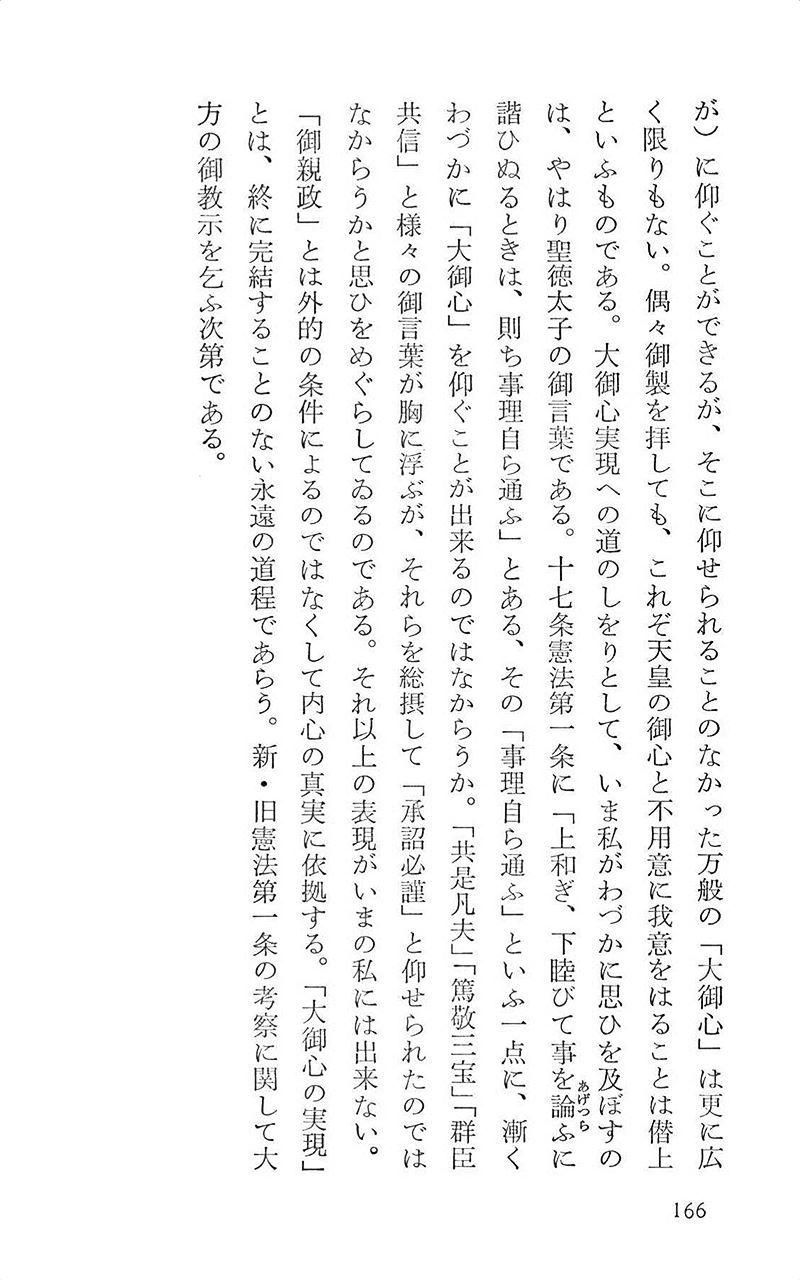 が）に仰ぐことができるが、そこに仰せられることのなかった万般の「大御心」は更に広
く限りもない。偶々御製を拝しても、これぞ天皇の御心と不用意に我意をはることは僭上
といふものである。大御心実現への道のしをりとして、いま私がわづかに思ひを及ぼすの
は、やはり聖徳太子の御言葉である。十七条憲法第一条に「上和ぎ、下睦びて事を論ふに
あげつら
諧ひぬるときは、則ち事理自ら通ふ」とある、その「事理自ら通ふ」といふ一点に、漸く
わづかに「大御心」を仰ぐことが出来るのではなからうか。「共是凡夫」「篤敬三宝」「群臣
共信」と様々の御言葉が胸に浮ぶが、それらを総摂して「承詔必謹」と仰せられたのでは
なからうかと思ひをめぐらしてゐるのである。それ以上の表現がいまの私には出来ない。
「御親政」とは外的の条件によるのではなくして内心の真実に依拠する。「大御心の実現」
とは、終に完結することのない永遠の道程であらう。新・旧憲法第一条の考察に関して大
方の御教示を乞ふ次第である。
166